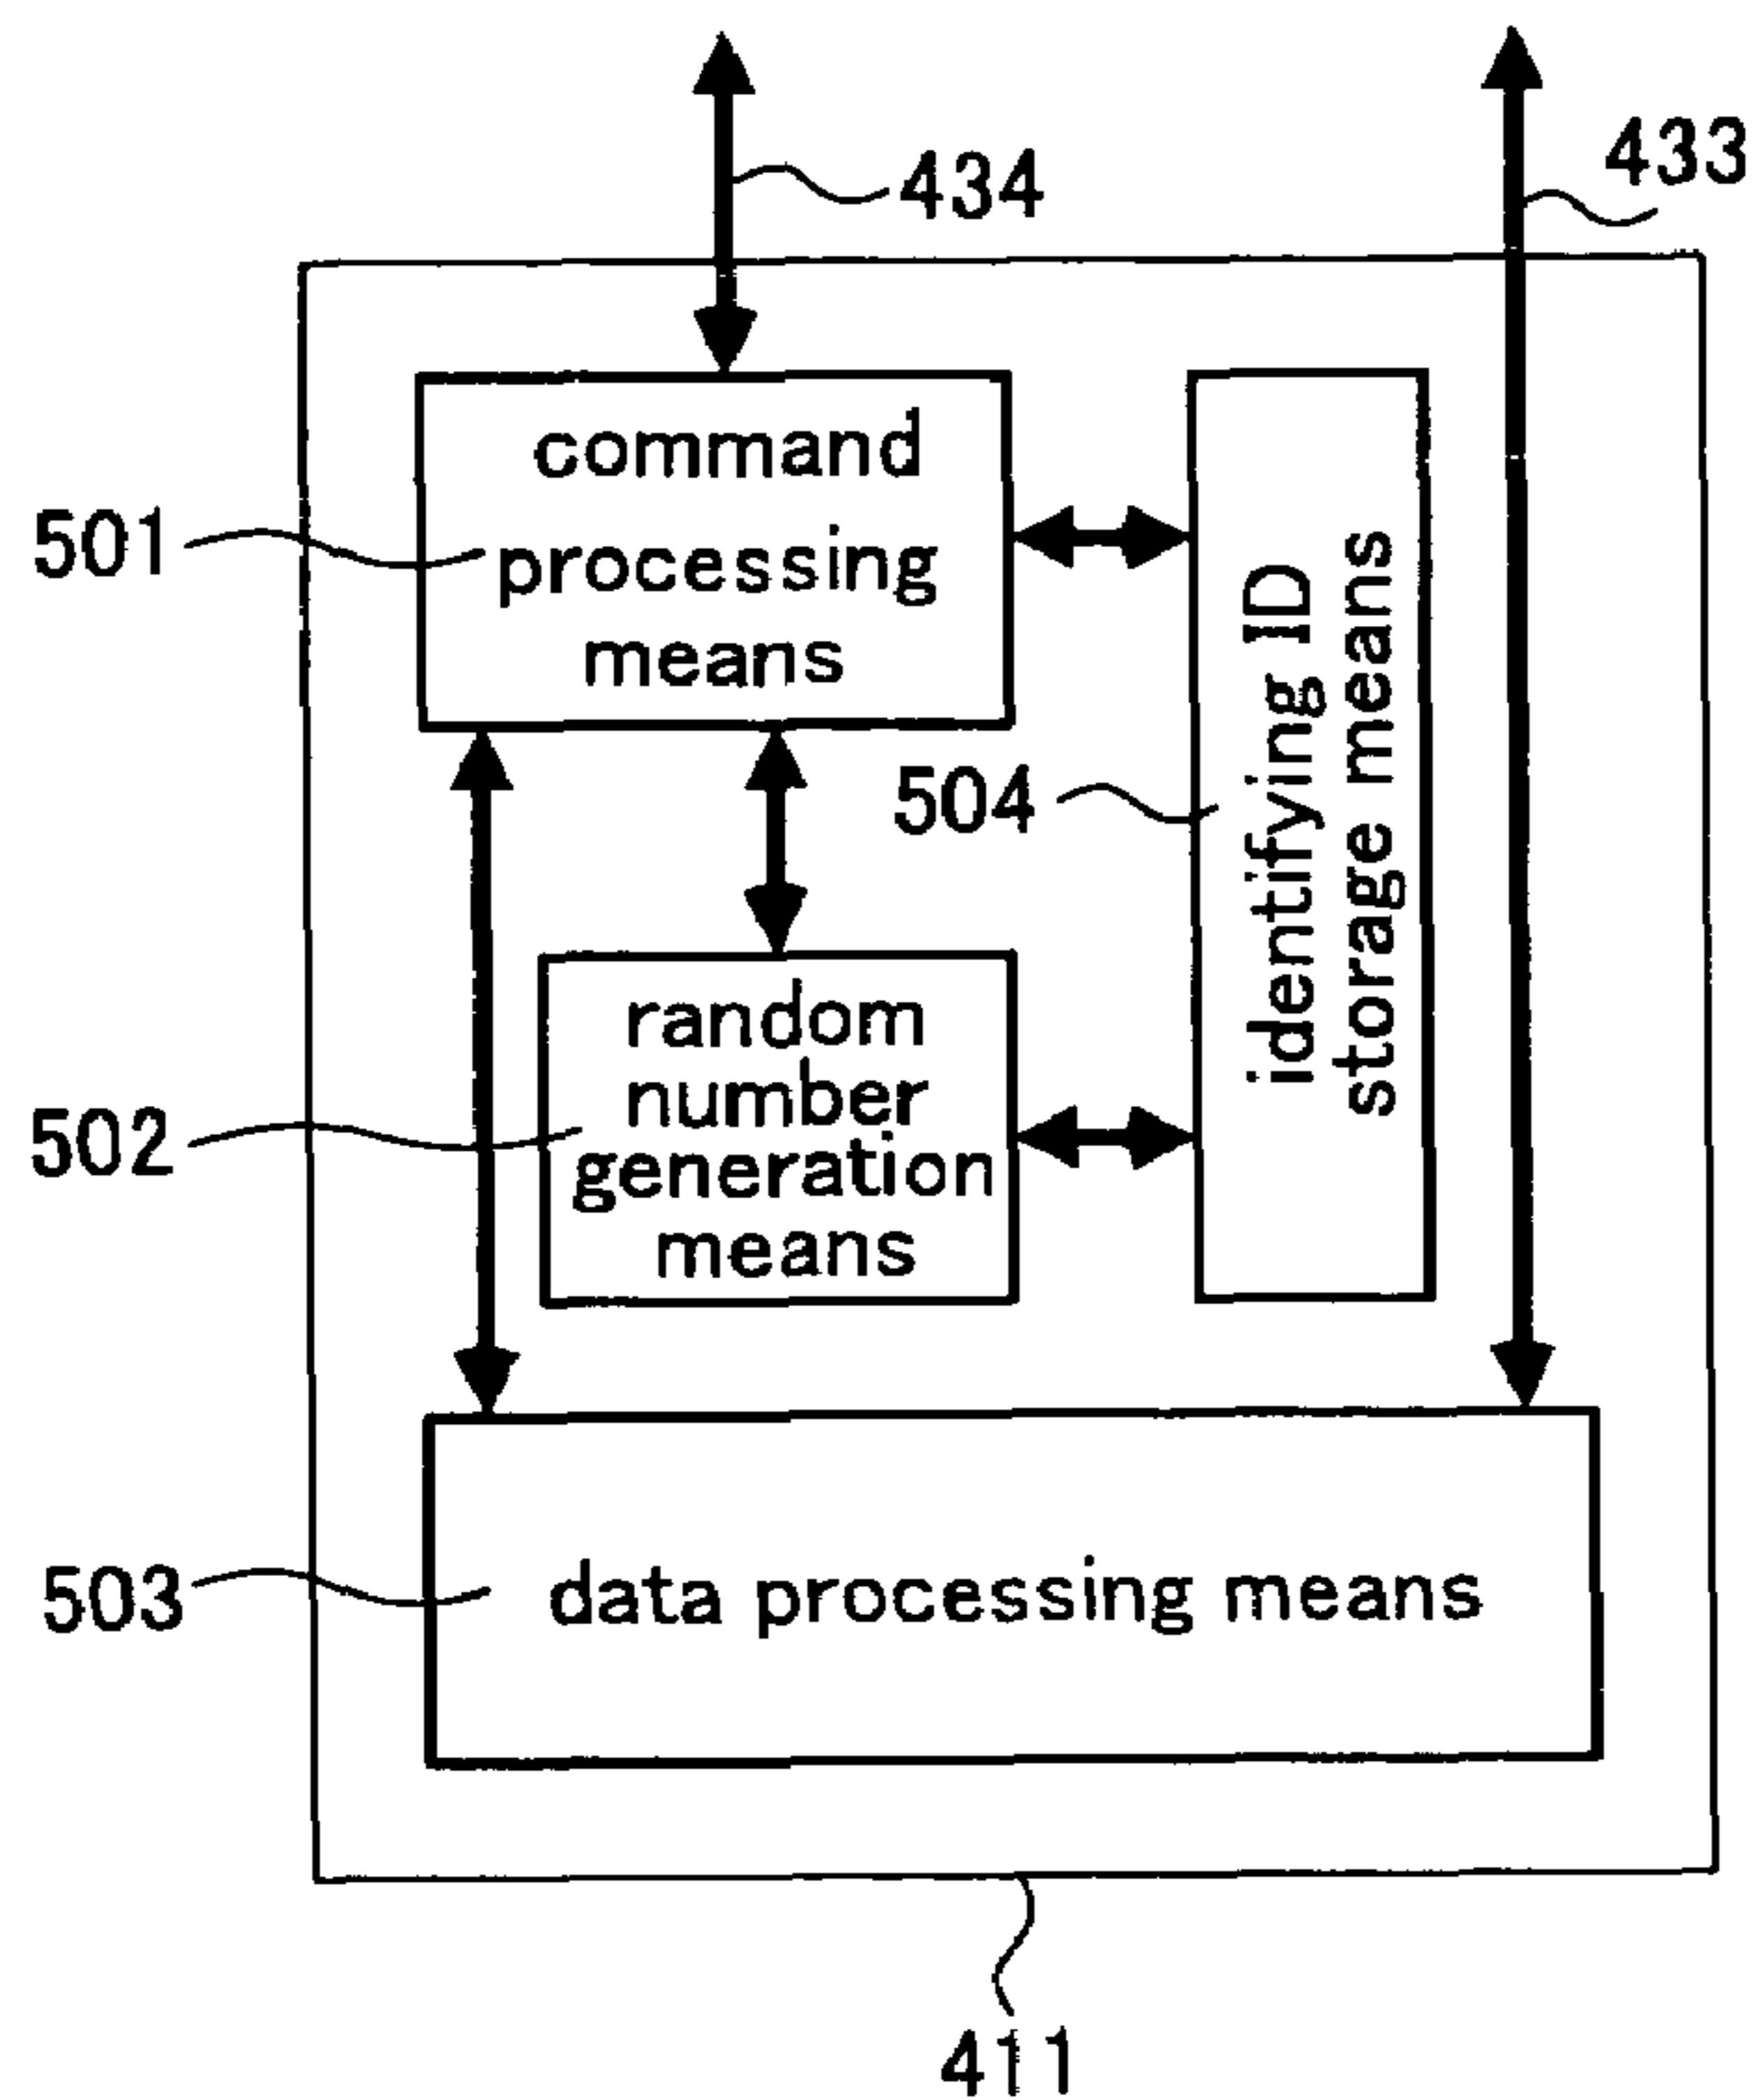 434
433
501
command
processing
means
504
identifying ID
storage means
502
random
number
generation
means
503
data processing means
411